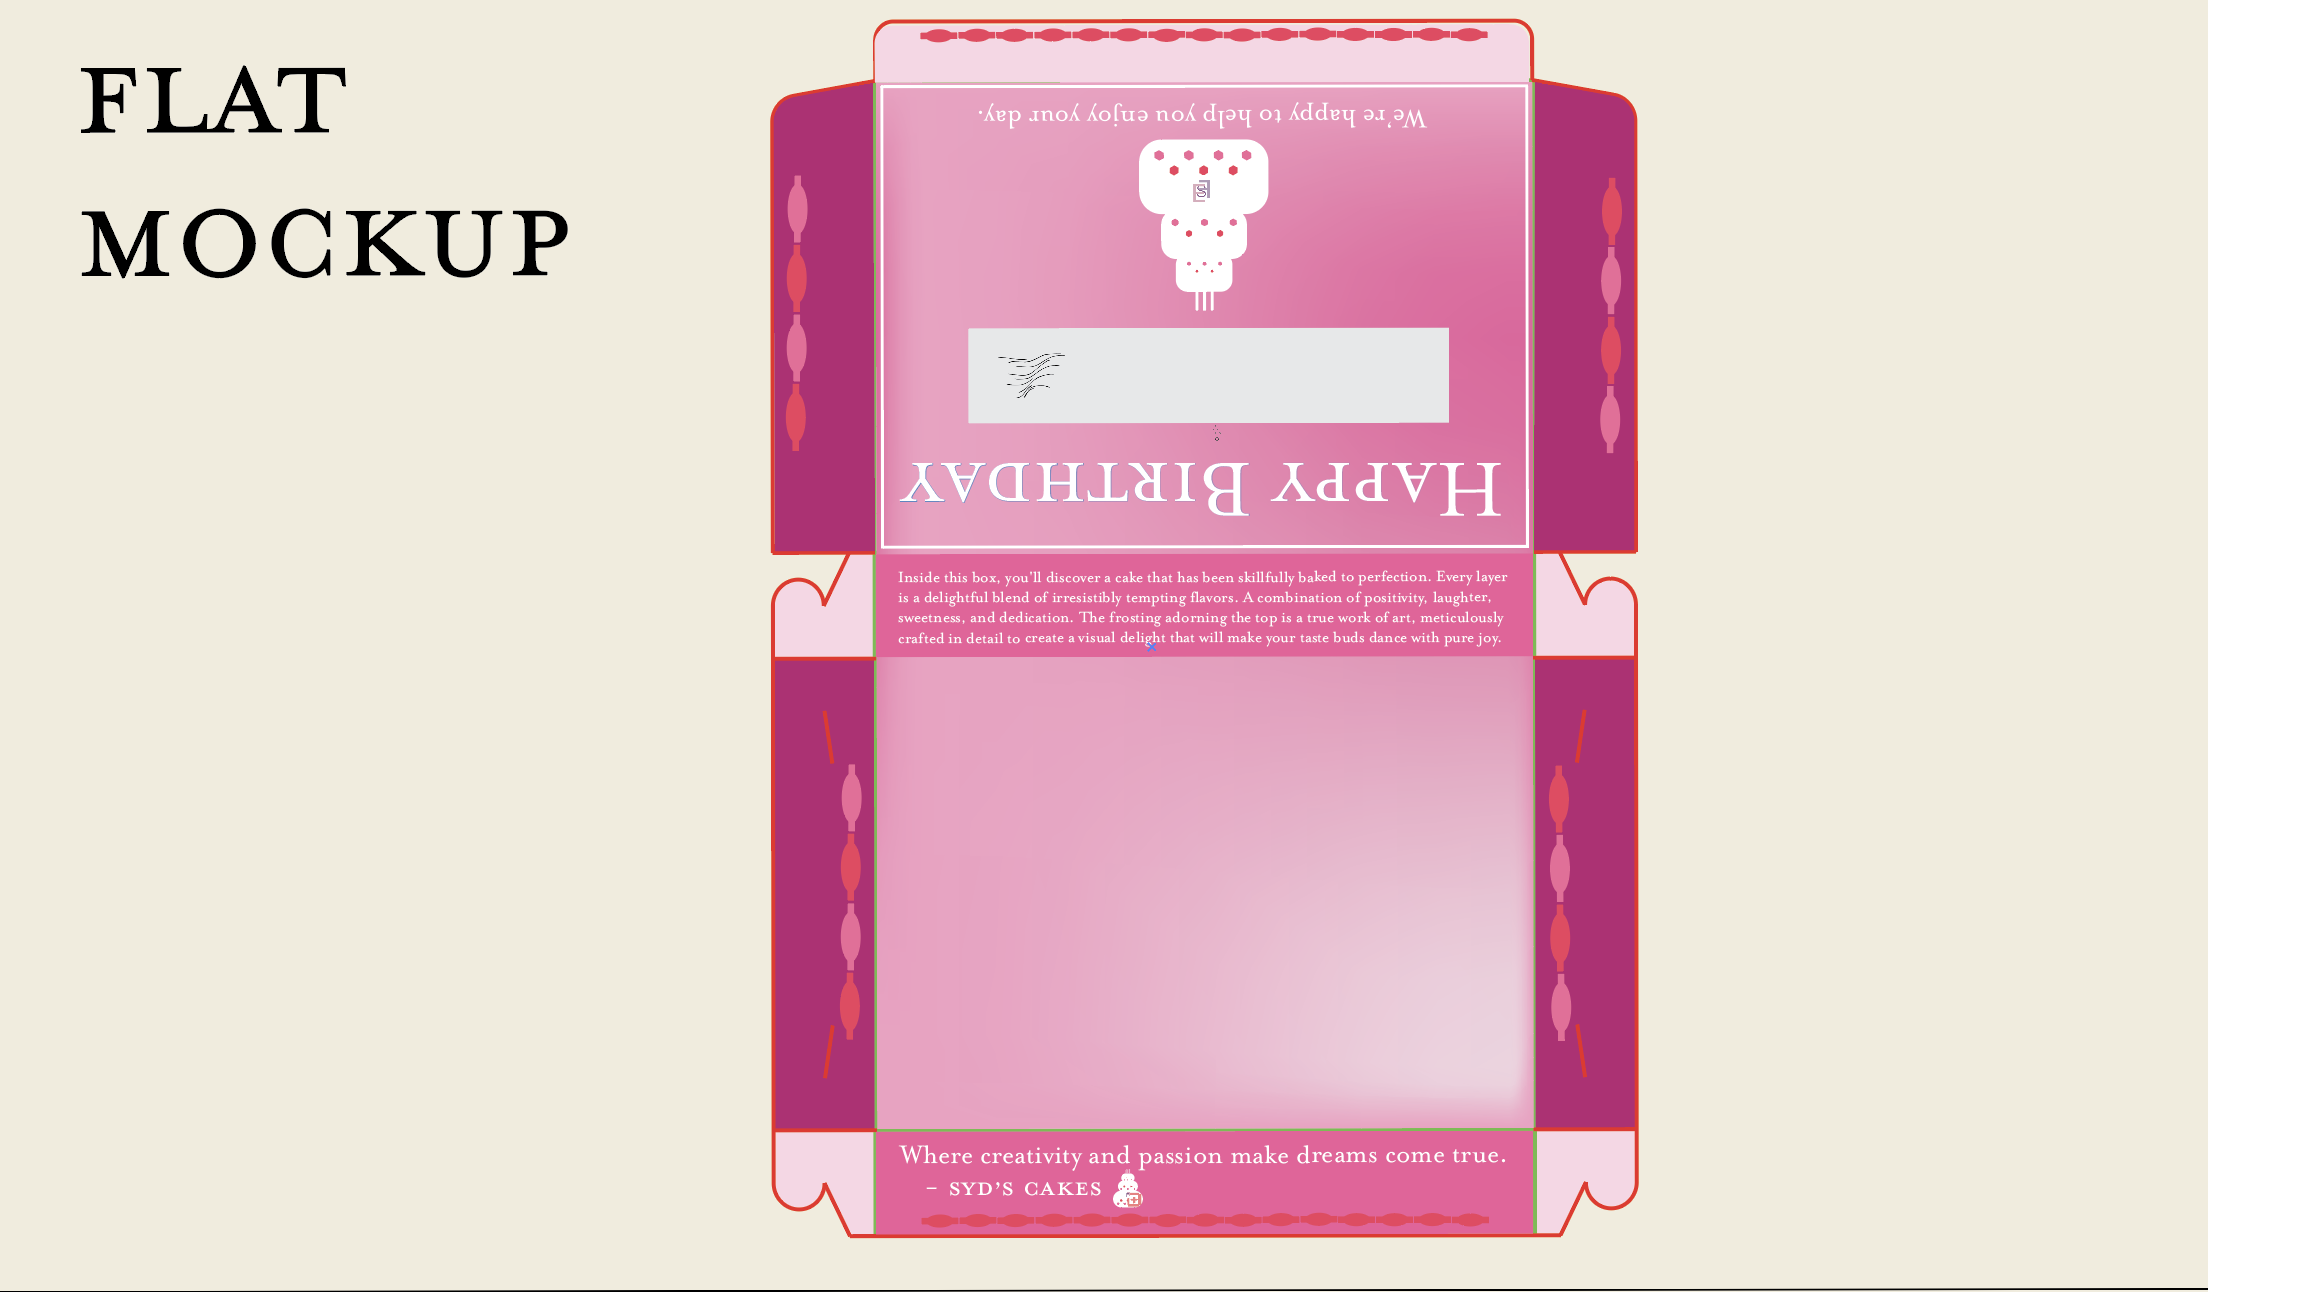 FLAT
MOCKUP
We're happy to help you enjoy your day.
HAPPY BIRTHDAY
Inside this box, you'll discover a cake that has been skillfully baked to perfection. Every layer
is a delightful blend of irresistibly tempting flavors. A combination of positivity, laughter,
sweetness, and dedication. The frosting adorning the top is a true work of art, meticulously
crafted in detail to create a visual delight that will make your taste buds dance with pure joy.
Where creativity and passion make dreams come true.
– SYD'S CAKES